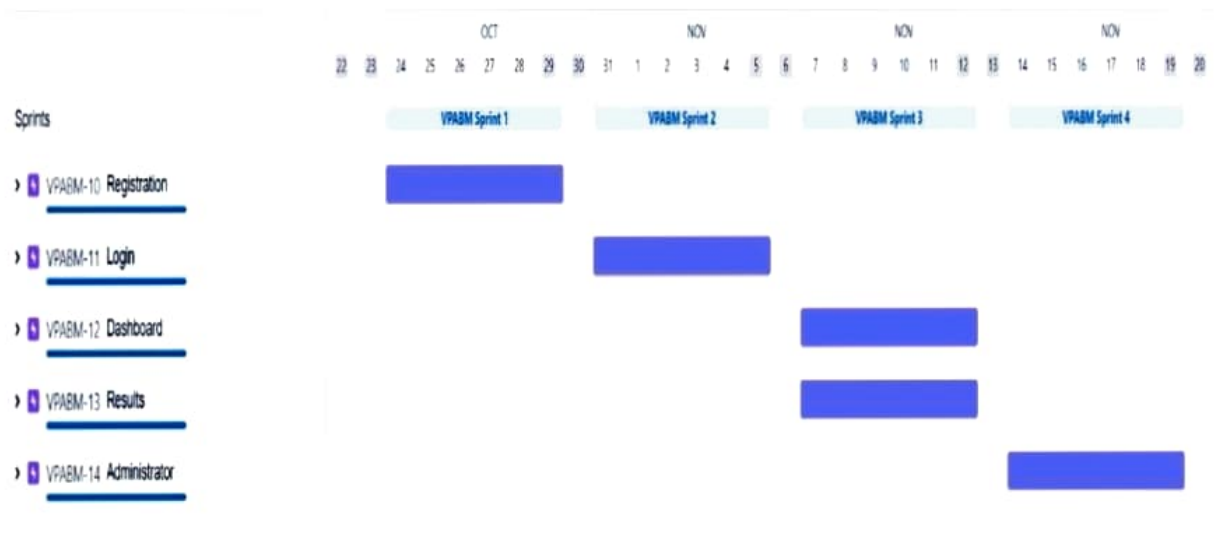 OCT NOV NOV NOV
22 23 24 25 26 27 28 29 30 31 1 2 3 4 5 6 7 8 9 10 11 12 13 14 15 16 17 18 19 20
Sprints VPABM Sprint 1 VPABM Sprint 2 VPABM Sprint 3 VPABM Sprint 4
VPABM-10 Registration
VPABM-11 Login
VPABM-12 Dashboard
VPABM-13 Results
VPABM-14 Administrator